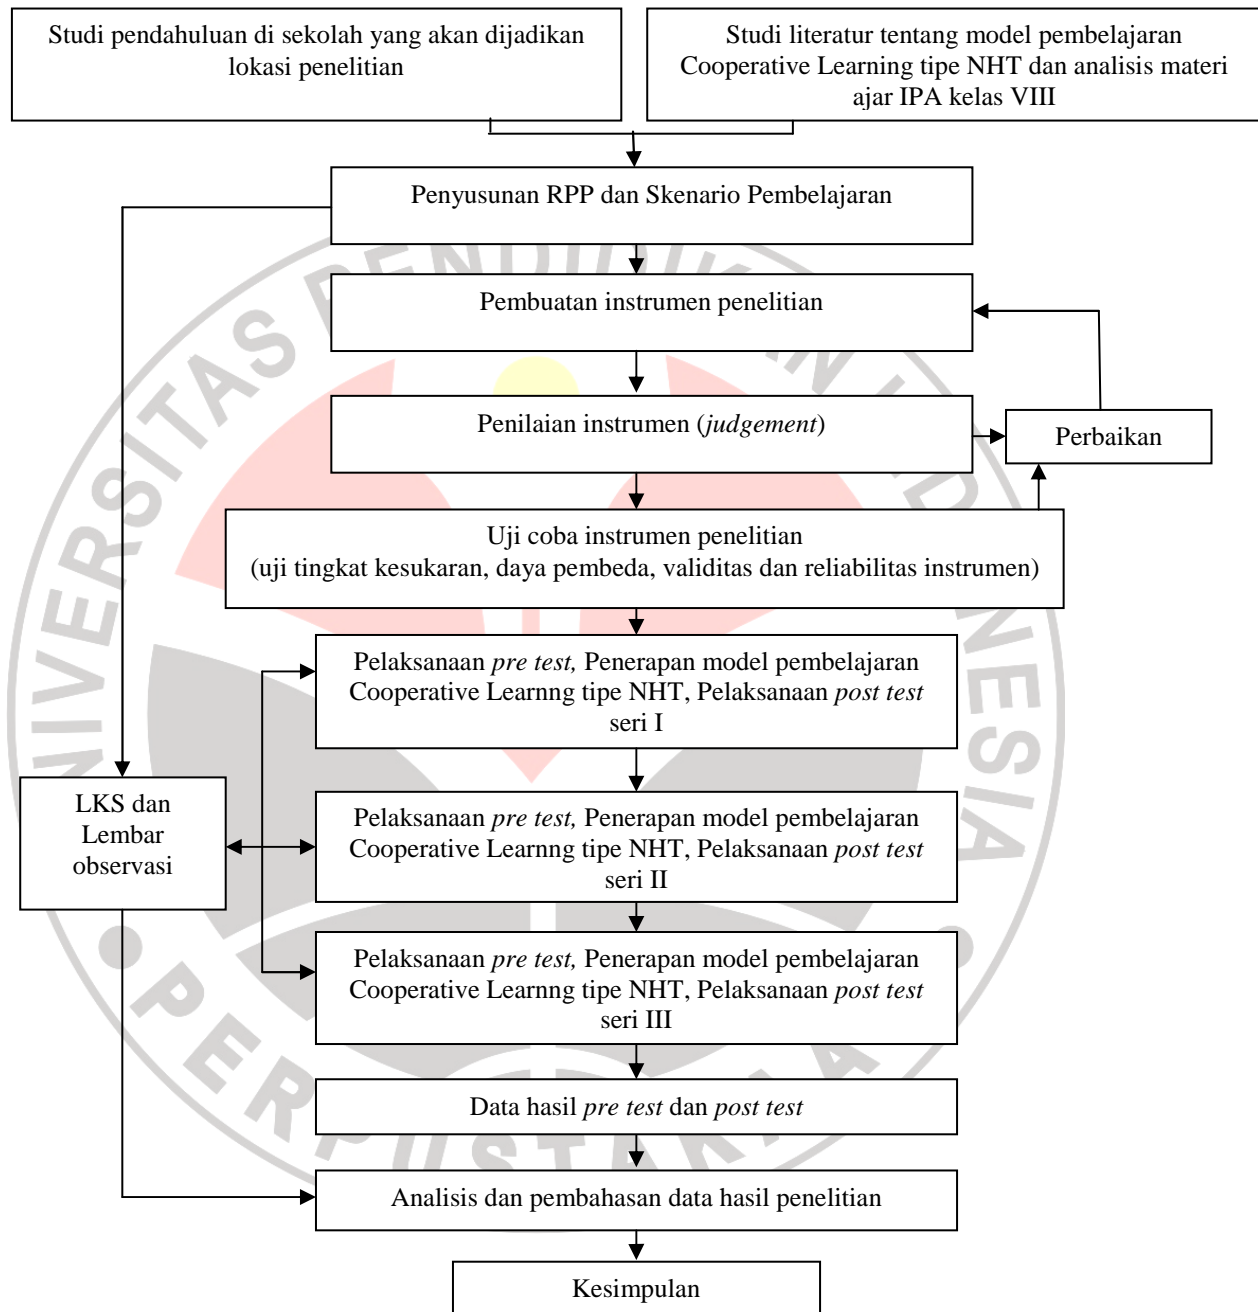 Studi pendahuluan di sekolah yang akan dijadikan
lokasi penelitian
Studi literatur tentang model pembelajaran
Cooperative Learning tipe NHT dan analisis materi
ajar IPA kelas VIII
Penyusunan RPP dan Skenario Pembelajaran
Pembuatan instrumen penelitian
Penilaian instrumen (judgement)
Perbaikan
Uji coba instrumen penelitian
(uji tingkat kesukaran, daya pembeda, validitas dan reliabilitas instrumen)
Pelaksanaan pre test, Penerapan model pembelajaran
Cooperative Learnng tipe NHT, Pelaksanaan post test
seri I
LKS dan
Lembar
observasi
Pelaksanaan pre test, Penerapan model pembelajaran
Cooperative Learnng tipe NHT, Pelaksanaan post test
seri II
Pelaksanaan pre test, Penerapan model pembelajaran
Cooperative Learnng tipe NHT, Pelaksanaan post test
seri III
Data hasil pre test dan post test
Analisis dan pembahasan data hasil penelitian
Kesimpulan
UNIVERSITAS PENDIDIKAN INDONESIA
PERPUSTAKAAN